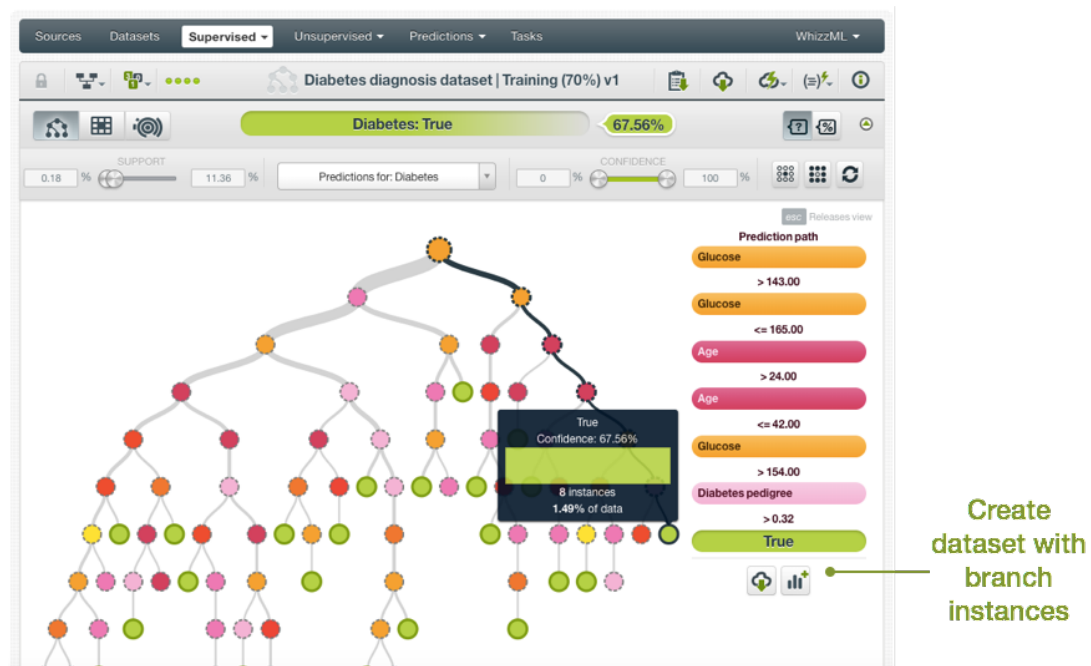 Sources Datasets Supervised Unsupervised Predictions Tasks WhizzML
Diabetes diagnosis dataset | Training (70%) v1
Diabetes: True 67.56%
SUPPORT CONFIDENCE
0.18 % 11.36 % Predictions for: Diabetes 0 % 100 %
esc Releases view
Prediction path
Glucose
> 143.00
Glucose
<= 165.00
Age
> 24.00
Age
<= 42.00
Glucose
> 154.00
Diabetes pedigree
> 0.32
True
True
Confidence: 67.56%
8 instances
1.49% of data
Create
dataset with
branch
instances